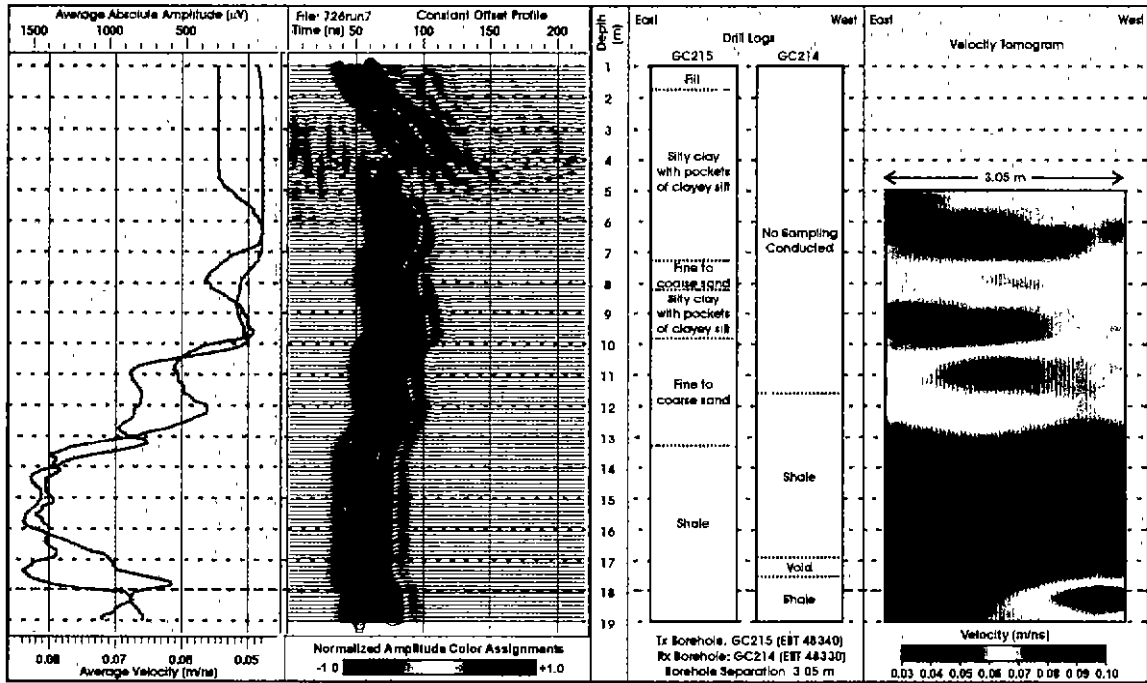 Average Absolute Amplitude (µV)
1500 1000 500
File: 726run7 Constant Offset Profile
Time (ns) 50 100 150 200
Depth (m)
1
2
3
4
5
6
7
8
9
10
11
12
13
14
15
16
17
18
19
0.08 0.07 0.06 0.05
Average Velocity (m/ns)
Normalized Amplitude Color Assignments
-1.0 +1.0
East West
Drill Logs
GC215 GC214
Fill
Silty clay
with pockets
of clayey silt
Fine to
coarse sand
Silty clay
with pockets
of clayey silt
Fine to
coarse sand
Shale
No Sampling
Conducted
Shale
Void
Shale
Tx Borehole: GC215 (EBT 48340)
Rx Borehole: GC214 (EBT 48330)
Borehole Separation 3.05 m
East West
Velocity Tomogram
3.05 m
Velocity (m/ns)
0.03 0.05 0.06 0.07 0.08 0.09 0.10